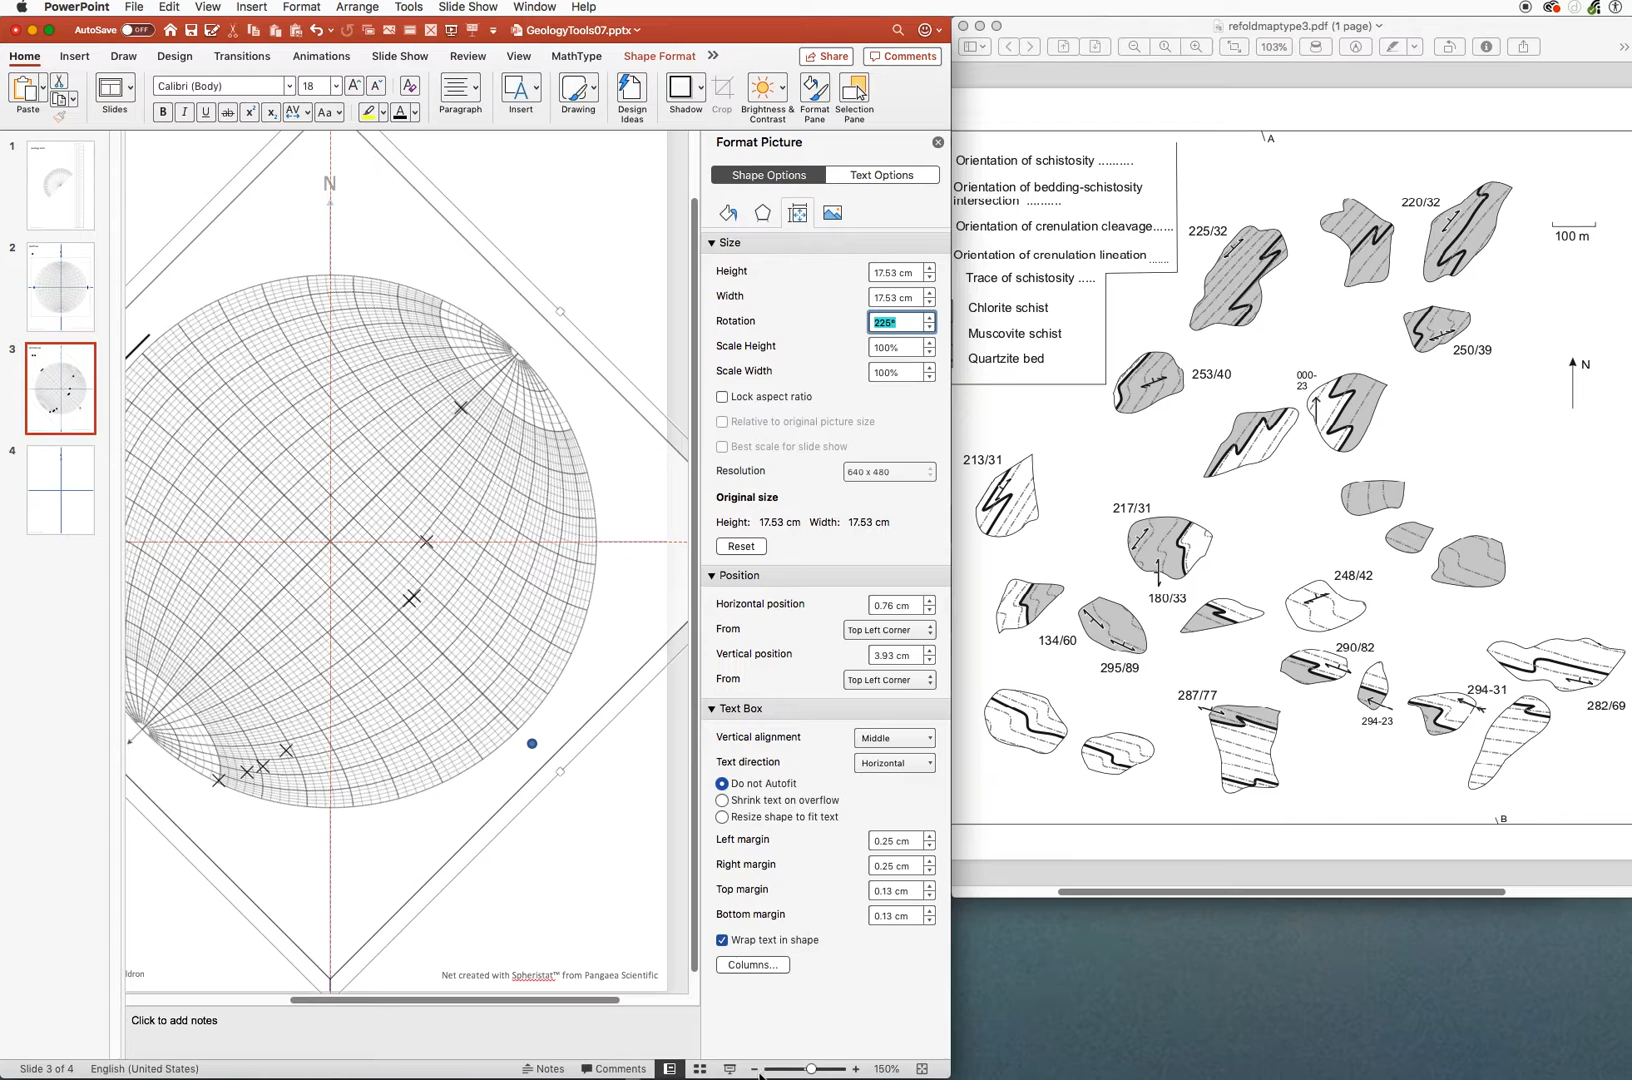 PowerPoint File Edit View Insert Format Arrange Tools Slide Show Window Help
AutoSave OFF GeologyTools07.pptx
refoldmaptype3.pdf (1 page)
103%
Home Insert Draw Design Transitions Animations Slide Show Review View MathType Shape Format Share Comments
Calibri (Body) 18
Paste Slides Paragraph Insert Drawing Design Ideas Shadow Crop Brightness & Contrast Format Pane Selection Pane
B I U ab x² x₂ AV Aa A
1
2
3
4
N
Format Picture
Shape Options Text Options
Size
Height 17.53 cm
Width 17.53 cm
Rotation 225°
Scale Height 100%
Scale Width 100%
Lock aspect ratio
Relative to original picture size
Best scale for slide show
Resolution 640 x 480
Original size
Height: 17.53 cm Width: 17.53 cm
Reset
Position
Horizontal position 0.76 cm
From Top Left Corner
Vertical position 3.93 cm
From Top Left Corner
Text Box
Vertical alignment Middle
Text direction Horizontal
Do not Autofit
Shrink text on overflow
Resize shape to fit text
Left margin 0.25 cm
Right margin 0.25 cm
Top margin 0.13 cm
Bottom margin 0.13 cm
Wrap text in shape
Columns...
ldron
Net created with Spheristat™ from Pangaea Scientific
Click to add notes
Slide 3 of 4 English (United States) Notes Comments 150%
A
Orientation of schistosity ..........
Orientation of bedding-schistosity
intersection ..........
Orientation of crenulation cleavage.....
Orientation of crenulation lineation .......
Trace of schistosity .....
Chlorite schist
Muscovite schist
Quartzite bed
225/32
220/32
100 m
250/39
N
253/40
000-
23
213/31
217/31
180/33
248/42
134/60
295/89
290/82
287/77
294-31
294-23
282/69
B